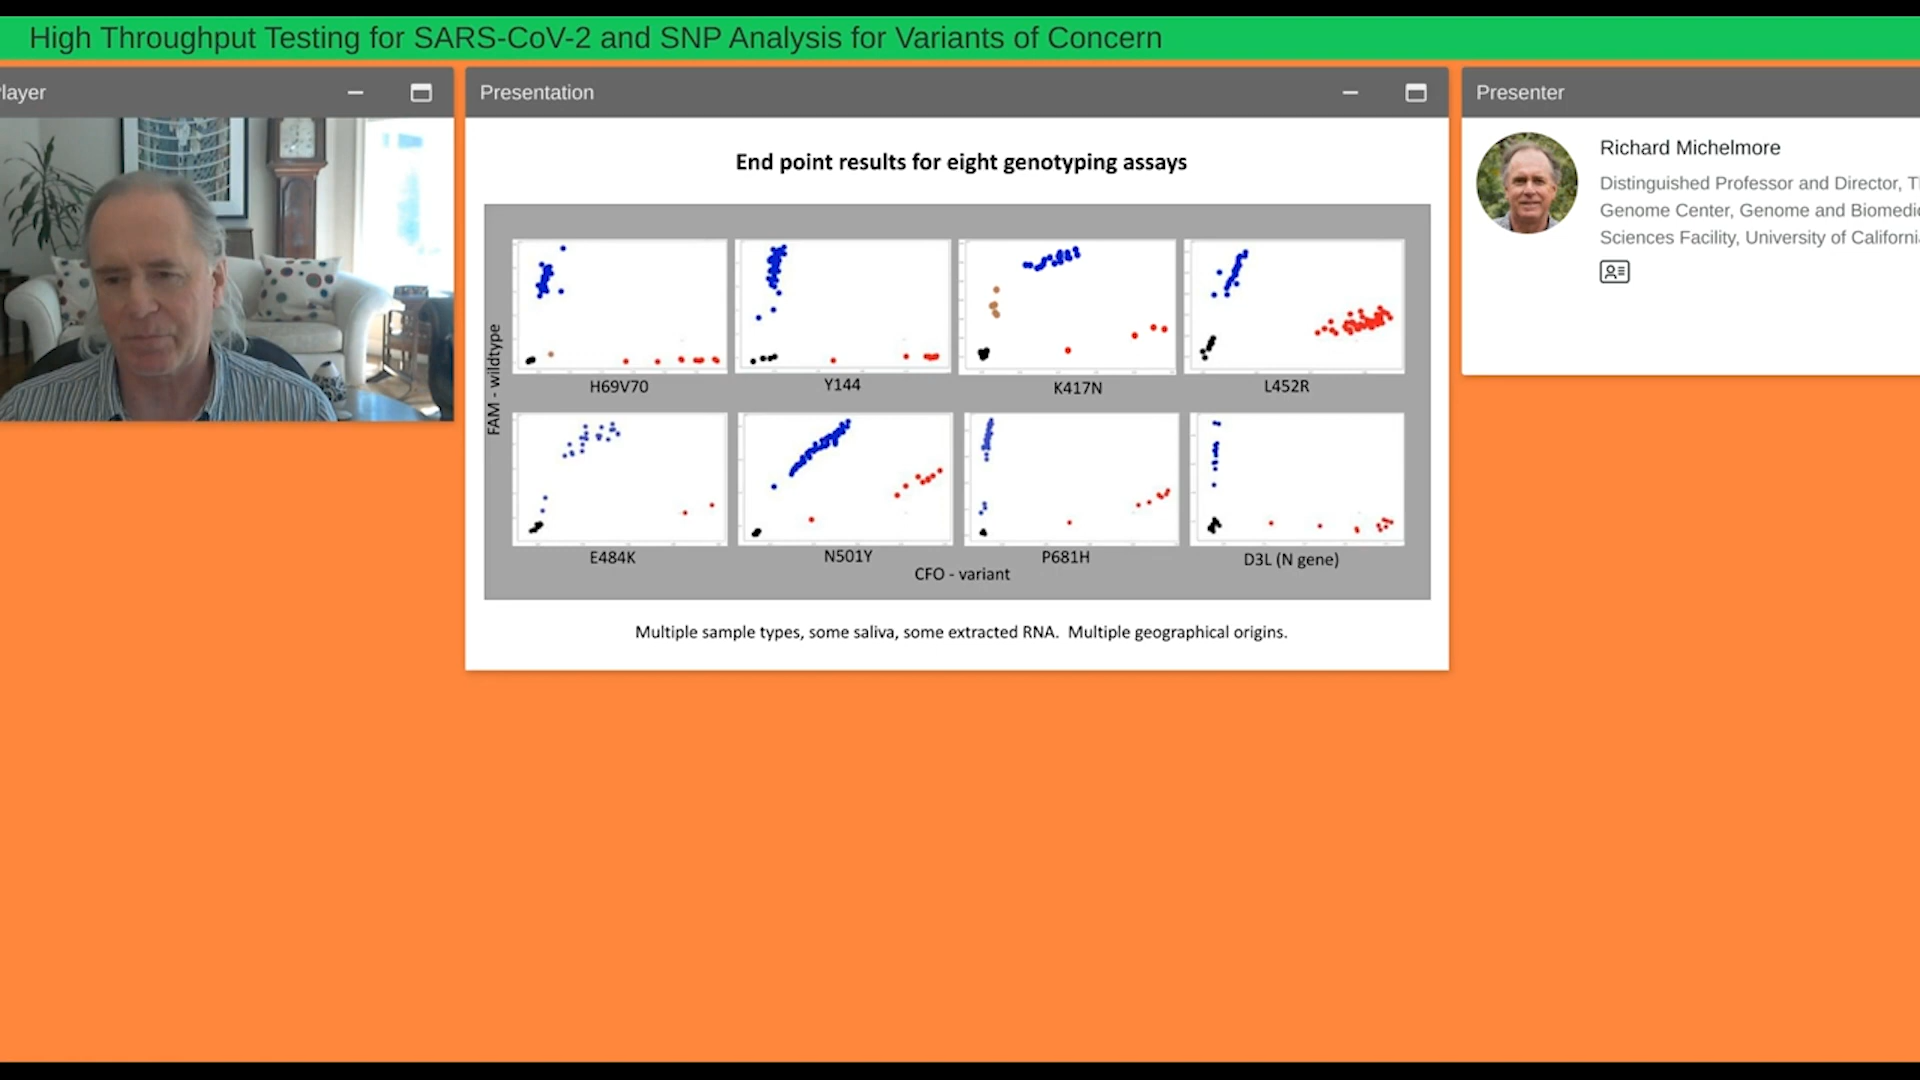 High Throughput Testing for SARS-CoV-2 and SNP Analysis for Variants of Concern
layer
Presentation
Presenter
End point results for eight genotyping assays
FAM - wildtype
H69V70
Y144
K417N
L452R
E484K
N501Y
P681H
D3L (N gene)
CFO - variant
Multiple sample types, some saliva, some extracted RNA. Multiple geographical origins.
Richard Michelmore
Distinguished Professor and Director,
Genome Center, Genome and
Sciences Facility, University of